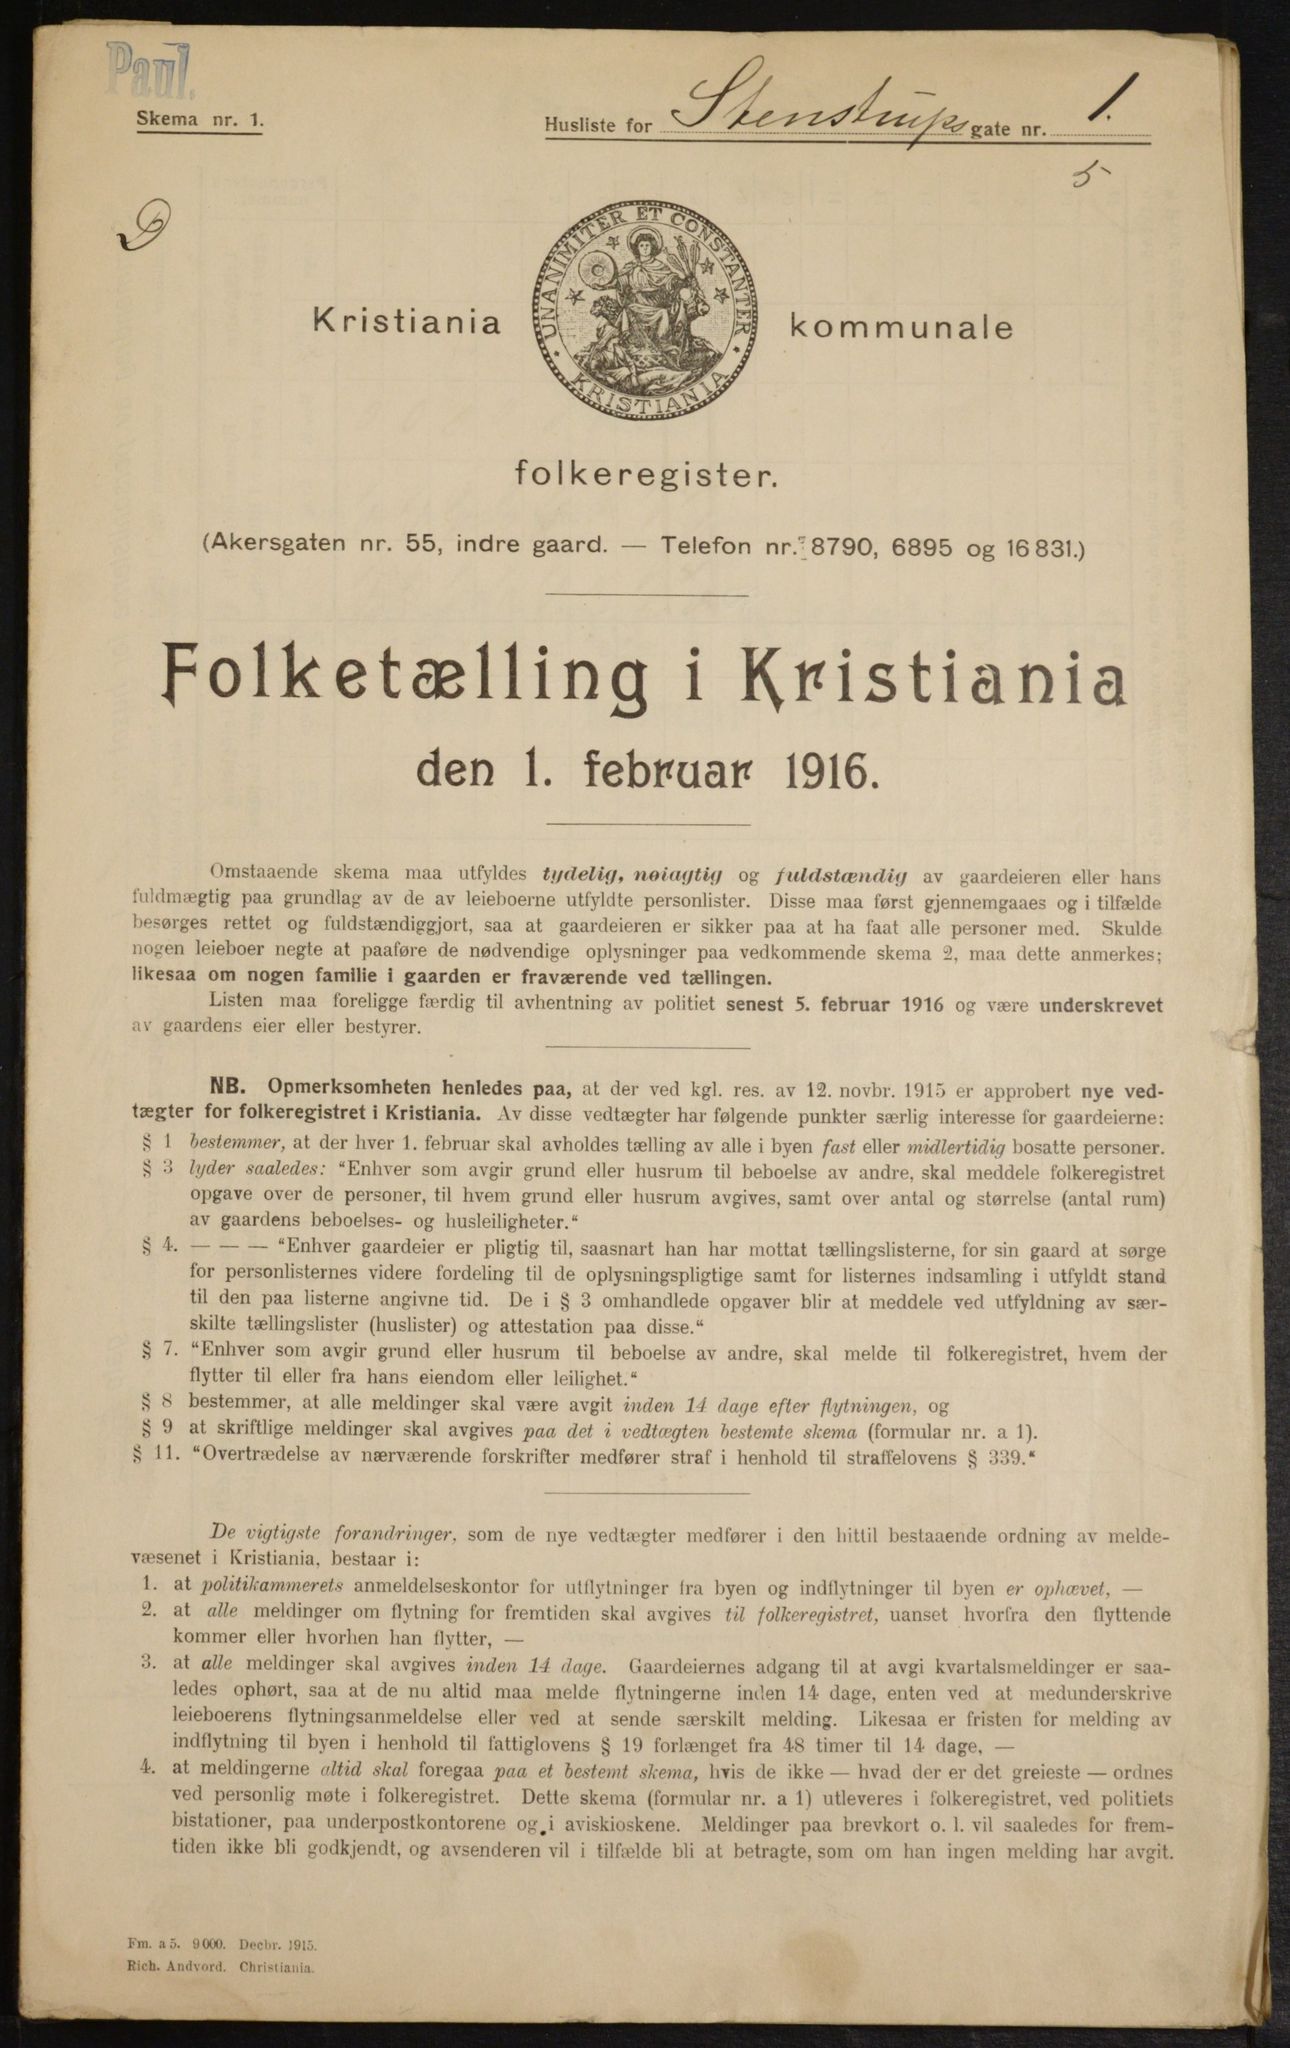 Paul.
Skema nr. 1.
Husliste for Stenstrups gate nr. 1.
5
D
UNANIMITER ET CONSTANTER
KRISTIANIA
Kristiania kommunale
folkeregister.
(Akersgaten nr. 55, indre gaard. — Telefon nr. 8790, 6895 og 16 831.)
Folketælling i Kristiania
den 1. februar 1916.
Omstaaende skema maa utfyldes tydelig, nøiagtig og fuldstændig av gaardeieren eller hans
fuldmægtig paa grundlag av de av leieboerne utfyldte personlister. Disse maa først gjennemgaaes og i tilfælde
besørges rettet og fuldstændiggjort, saa at gaardeieren er sikker paa at ha faat alle personer med. Skulde
nogen leieboer negte at paaføre de nødvendige oplysninger paa vedkommende skema 2, maa dette anmerkes;
likesaa om nogen familie i gaarden er fraværende ved tællingen.
Listen maa foreligge færdig til avhentning av politiet senest 5. februar 1916 og være underskrevet
av gaardens eier eller bestyrer.
NB. Opmerksomheten henledes paa, at der ved kgl. res. av 12. novbr. 1915 er approbert nye ved-
tægter for folkeregistret i Kristiania. Av disse vedtægter har følgende punkter særlig interesse for gaardeierne:
§ 1 bestemmer, at der hver 1. februar skal avholdes tælling av alle i byen fast eller midlertidig bosatte personer.
§ 3 lyder saaledes: “Enhver som avgir grund eller husrum til beboelse av andre, skal meddele folkeregistret
opgave over de personer, til hvem grund eller husrum avgives, samt over antal og størrelse (antal rum)
av gaardens beboelses- og husleiligheter.“
§ 4. — — — “Enhver gaardeier er pligtig til, saasnart han har mottat tællingslisterne, for sin gaard at sørge
for personlisternes videre fordeling til de oplysningspligtige samt for listernes indsamling i utfyldt stand
til den paa listerne angivne tid. De i § 3 omhandlede opgaver blir at meddele ved utfyldning av sær-
skilte tællingslister (huslister) og attestation paa disse.“
§ 7. “Enhver som avgir grund eller husrum til beboelse av andre, skal melde til folkeregistret, hvem der
flytter til eller fra hans eiendom eller leilighet.“
§ 8 bestemmer, at alle meldinger skal være avgit inden 14 dage efter flytningen, og
§ 9 at skriftlige meldinger skal avgives paa det i vedtægten bestemte skema (formular nr. a 1).
§ 11. “Overtrædelse av nærværende forskrifter medfører straf i henhold til straffelovens § 339.“
De vigtigste forandringer, som de nye vedtægter medfører i den hittil bestaaende ordning av melde-
væsenet i Kristiania, bestaar i:
1. at politikammerets anmeldelseskontor for utflytninger fra byen og indflytninger til byen er ophævet, —
2. at alle meldinger om flytning for fremtiden skal avgives til folkeregistret, uanset hvorfra den flyttende
kommer eller hvorhen han flytter, —
3. at alle meldinger skal avgives inden 14 dage. Gaardeiernes adgang til at avgi kvartalsmeldinger er saa-
ledes ophørt, saa at de nu altid maa melde flytningerne inden 14 dage, enten ved at medunderskrive
leieboerens flytningsanmeldelse eller ved at sende særskilt melding. Likesaa er fristen for melding av
indflytning til byen i henhold til fattiglovens § 19 forlænget fra 48 timer til 14 dage, —
4. at meldingerne altid skal foregaa paa et bestemt skema, hvis de ikke — hvad der er det greieste — ordnes
ved personlig møte i folkeregistret. Dette skema (formular nr. a 1) utleveres i folkeregistret, ved politiets
bistationer, paa underpostkontorene og i aviskioskene. Meldinger paa brevkort o. l. vil saaledes for frem-
tiden ikke bli godkjendt, og avsenderen vil i tilfælde bli at betragte, som om han ingen melding har avgit.
Fm. a 5. 9 000. Decbr. 1915.
Rich. Andvord. Christiania.